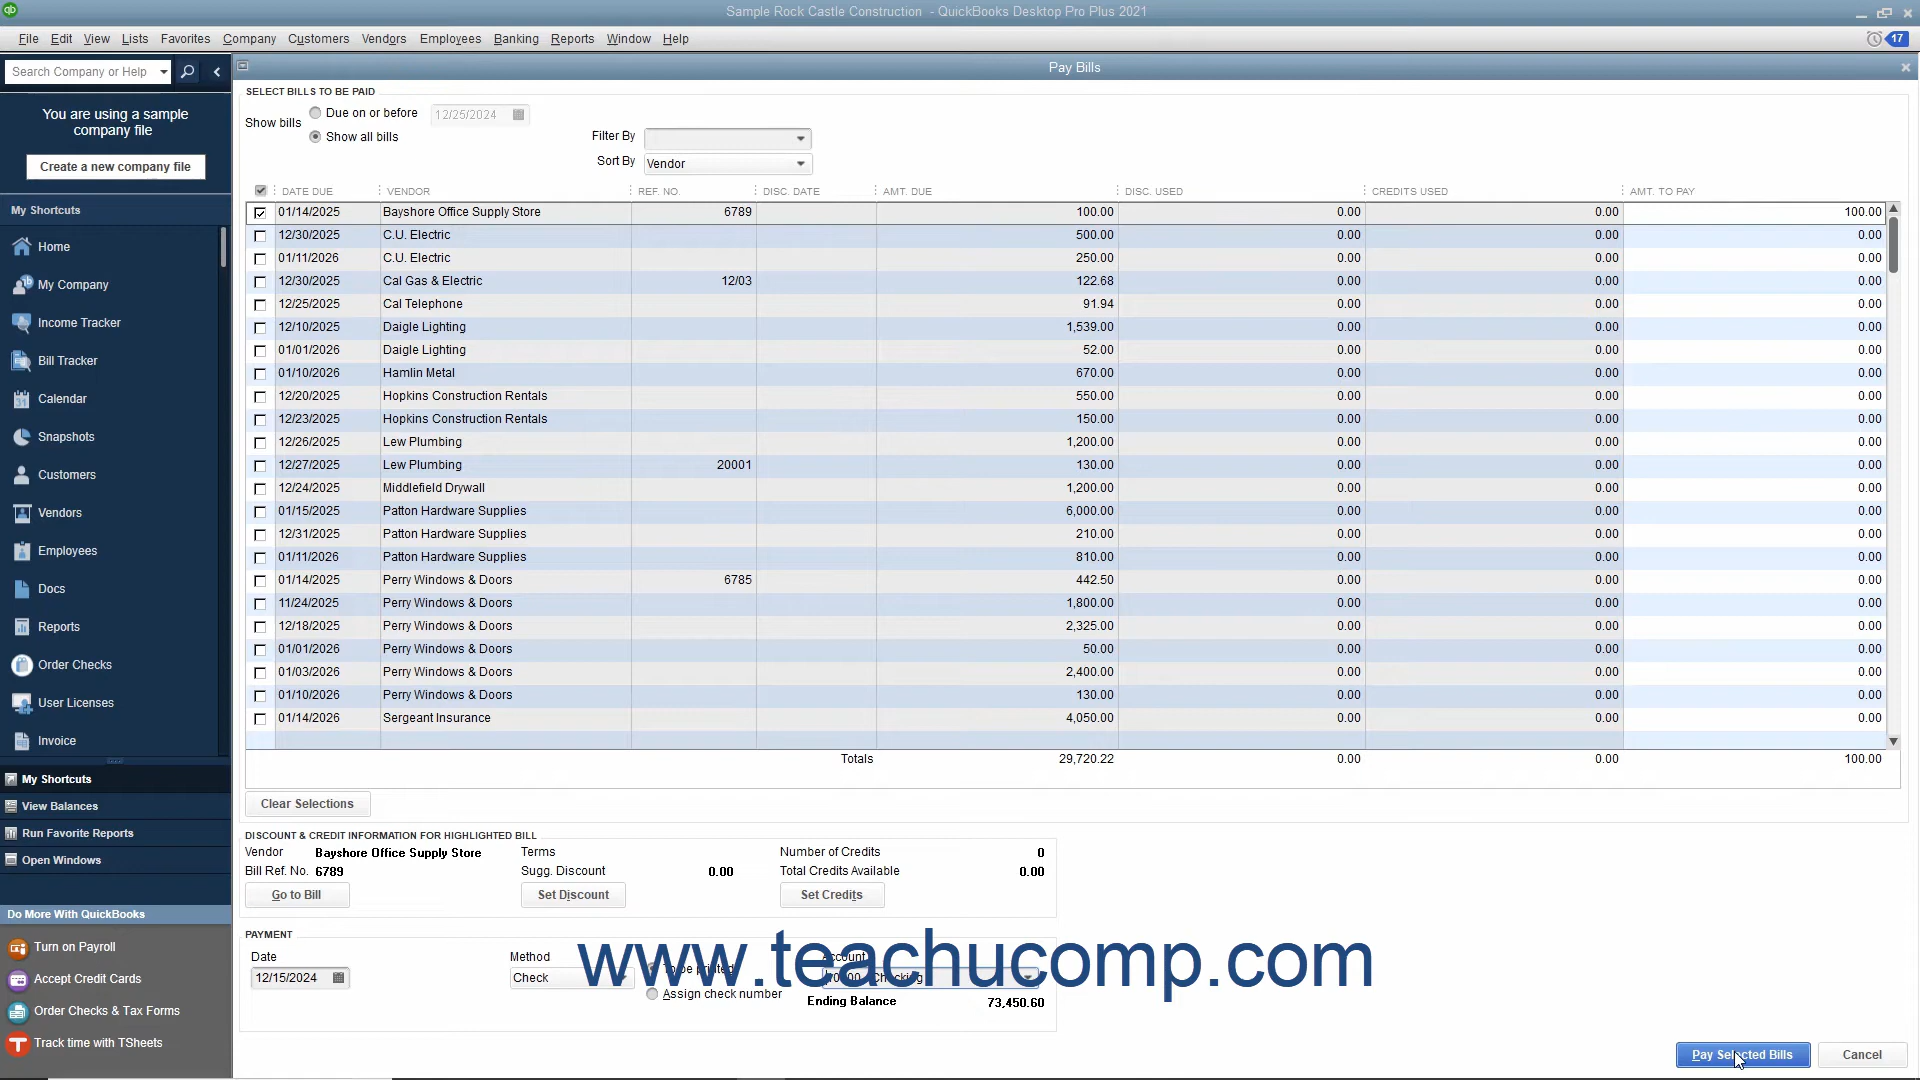 Sample Rock Castle Construction - QuickBooks Desktop Pro Plus 2021
File Edit View Lists Favorites Company Customers Vendors Employees Banking Reports Window Help
17
Search Company or Help
Pay Bills
You are using a sample
company file
Create a new company file
My Shortcuts
Home
My Company
Income Tracker
Bill Tracker
Calendar
Snapshots
Customers
Vendors
Employees
Docs
Reports
Order Checks
User Licenses
Invoice
My Shortcuts
View Balances
Run Favorite Reports
Open Windows
Do More With QuickBooks
Turn on Payroll
Accept Credit Cards
Order Checks & Tax Forms
Track time with TSheets
SELECT BILLS TO BE PAID
Show bills
Due on or before 12/25/2024
Show all bills
Filter By
Sort By Vendor
DATE DUE VENDOR REF. NO. DISC. DATE AMT. DUE DISC. USED CREDITS USED AMT. TO PAY
01/14/2025 Bayshore Office Supply Store 6789 100.00 0.00 0.00 100.00
12/30/2025 C.U. Electric 500.00 0.00 0.00 0.00
01/11/2026 C.U. Electric 250.00 0.00 0.00 0.00
12/30/2025 Cal Gas & Electric 12/03 122.68 0.00 0.00 0.00
12/25/2025 Cal Telephone 91.94 0.00 0.00 0.00
12/10/2025 Daigle Lighting 1,539.00 0.00 0.00 0.00
01/01/2026 Daigle Lighting 52.00 0.00 0.00 0.00
01/10/2026 Hamlin Metal 670.00 0.00 0.00 0.00
12/20/2025 Hopkins Construction Rentals 550.00 0.00 0.00 0.00
12/23/2025 Hopkins Construction Rentals 150.00 0.00 0.00 0.00
12/26/2025 Lew Plumbing 1,200.00 0.00 0.00 0.00
12/27/2025 Lew Plumbing 20001 130.00 0.00 0.00 0.00
12/24/2025 Middlefield Drywall 1,200.00 0.00 0.00 0.00
01/15/2025 Patton Hardware Supplies 6,000.00 0.00 0.00 0.00
12/31/2025 Patton Hardware Supplies 210.00 0.00 0.00 0.00
01/11/2026 Patton Hardware Supplies 810.00 0.00 0.00 0.00
01/14/2025 Perry Windows & Doors 6785 442.50 0.00 0.00 0.00
11/24/2025 Perry Windows & Doors 1,800.00 0.00 0.00 0.00
12/18/2025 Perry Windows & Doors 2,325.00 0.00 0.00 0.00
01/01/2026 Perry Windows & Doors 50.00 0.00 0.00 0.00
01/03/2026 Perry Windows & Doors 2,400.00 0.00 0.00 0.00
01/10/2026 Perry Windows & Doors 130.00 0.00 0.00 0.00
01/14/2026 Sergeant Insurance 4,050.00 0.00 0.00 0.00
Totals 29,720.22 0.00 0.00 100.00
Clear Selections
DISCOUNT & CREDIT INFORMATION FOR HIGHLIGHTED BILL
Vendor Bayshore Office Supply Store Terms Number of Credits 0
Bill Ref. No. 6789 Sugg. Discount 0.00 Total Credits Available 0.00
Go to Bill Set Discount Set Credits
PAYMENT
Date Method Account
12/15/2024 Check To be printed Checking
Assign check number Ending Balance 73,450.60
www.teachucomp.com
Pay Selected Bills Cancel